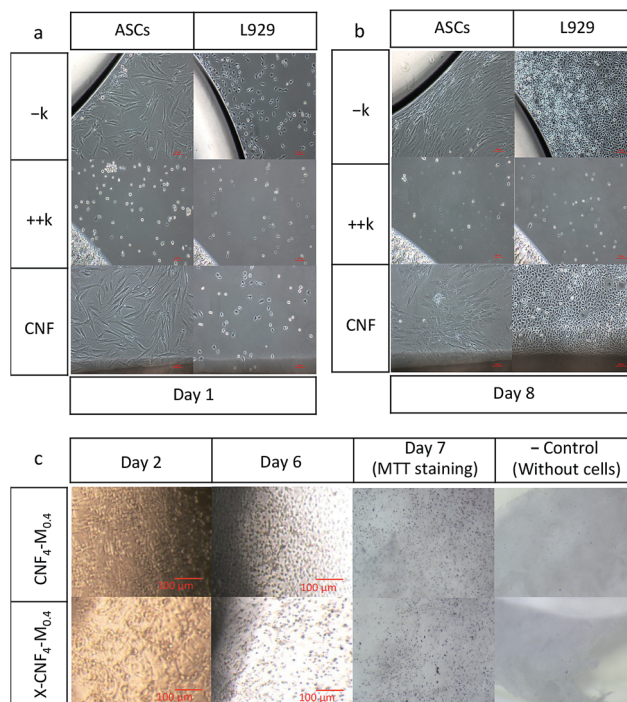 a
ASCs
L929
−k
++k
CNF
Day 1
b
ASCs
L929
−k
++k
CNF
Day 8
c
Day 2
Day 6
Day 7
(MTT staining)
− Control
(Without cells)
CNF4-M0.4
100 µm
100 µm
X-CNF4-M0.4
100 µm
100 µm